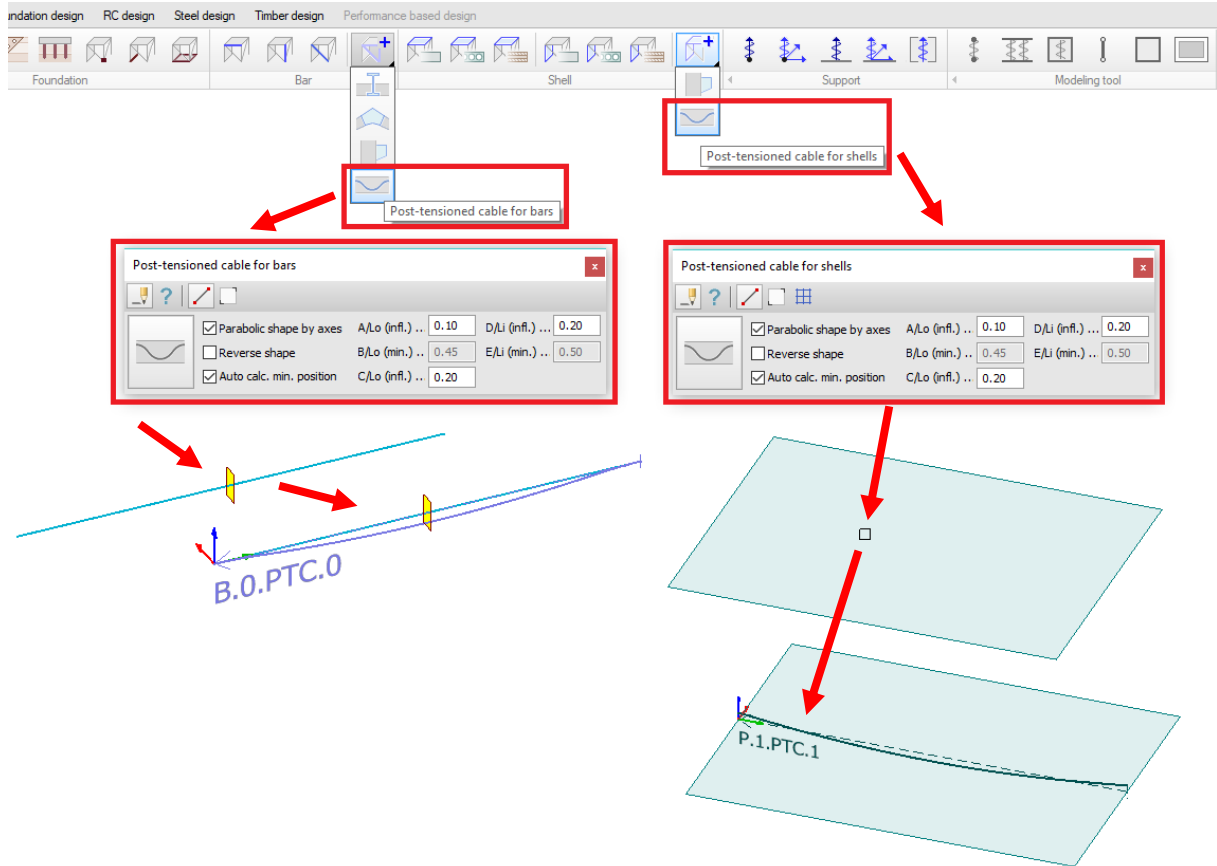 undation design RC design Steel design Timber design Performance based design
Foundation Bar Shell Support Modeling tool
Post-tensioned cable for shells
Post-tensioned cable for bars
Post-tensioned cable for bars
x
?
Parabolic shape by axes A/Lo (infl.) .. 0.10 D/Li (infl.) ... 0.20
Reverse shape B/Lo (min.) .. 0.45 E/Li (min.) .. 0.50
Auto calc. min. position C/Lo (infl.) .. 0.20
Post-tensioned cable for shells
x
?
Parabolic shape by axes A/Lo (infl.) .. 0.10 D/Li (infl.) ... 0.20
Reverse shape B/Lo (min.) .. 0.45 E/Li (min.) .. 0.50
Auto calc. min. position C/Lo (infl.) .. 0.20
B.0.PTC.0
P.1.PTC.1